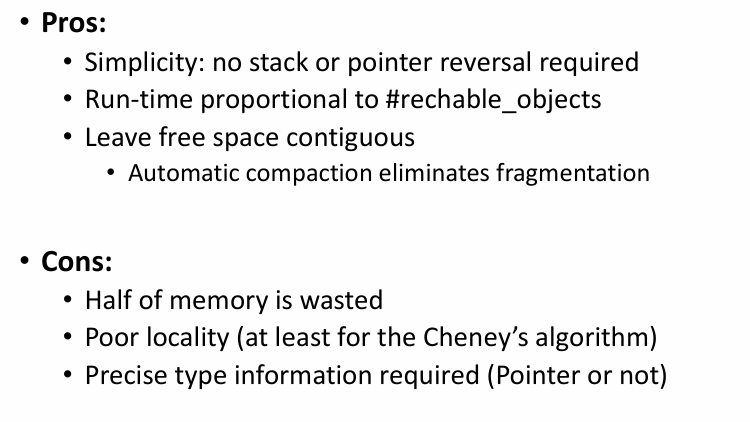 • Pros:
• Simplicity: no stack or pointer reversal required
• Run-time proportional to #rechable_objects
• Leave free space contiguous
• Automatic compaction eliminates fragmentation
• Cons:
• Half of memory is wasted
• Poor locality (at least for the Cheney’s algorithm)
• Precise type information required (Pointer or not)